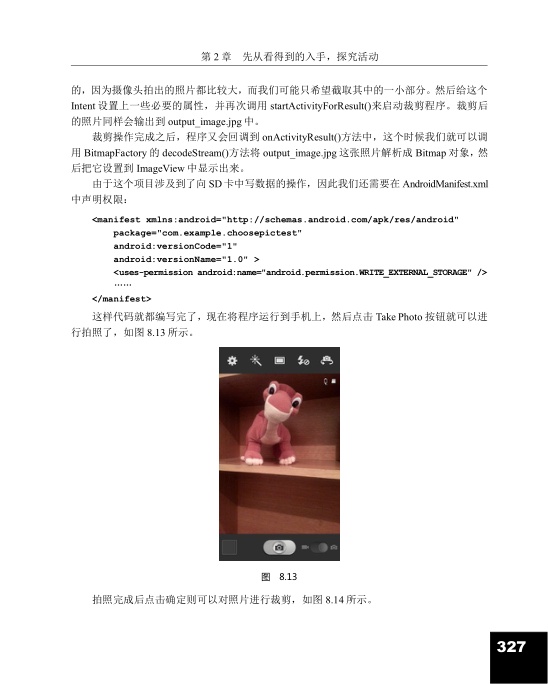 第 2 章　先从看得到的入手，探究活动
的，因为摄像头拍出的照片都比较大，而我们可能只希望截取其中的一小部分。然后给这个
Intent 设置上一些必要的属性，并再次调用 startActivityForResult()来启动裁剪程序。裁剪后
的照片同样会输出到 output_image.jpg 中。
裁剪操作完成之后，程序又会回调到 onActivityResult()方法中，这个时候我们就可以调
用 BitmapFactory 的 decodeStream()方法将 output_image.jpg 这张照片解析成 Bitmap 对象，然
后把它设置到 ImageView 中显示出来。
由于这个项目涉及到了向 SD 卡中写数据的操作，因此我们还需要在 AndroidManifest.xml
中声明权限：
<manifest xmlns:android="http://schemas.android.com/apk/res/android"
package="com.example.choosepictest"
android:versionCode="1"
android:versionName="1.0" >
<uses-permission android:name="android.permission.WRITE_EXTERNAL_STORAGE" />
……
</manifest>
这样代码就都编写完了，现在将程序运行到手机上，然后点击 Take Photo 按钮就可以进
行拍照了，如图 8.13 所示。
图 8.13
拍照完成后点击确定则可以对照片进行裁剪，如图 8.14 所示。
327